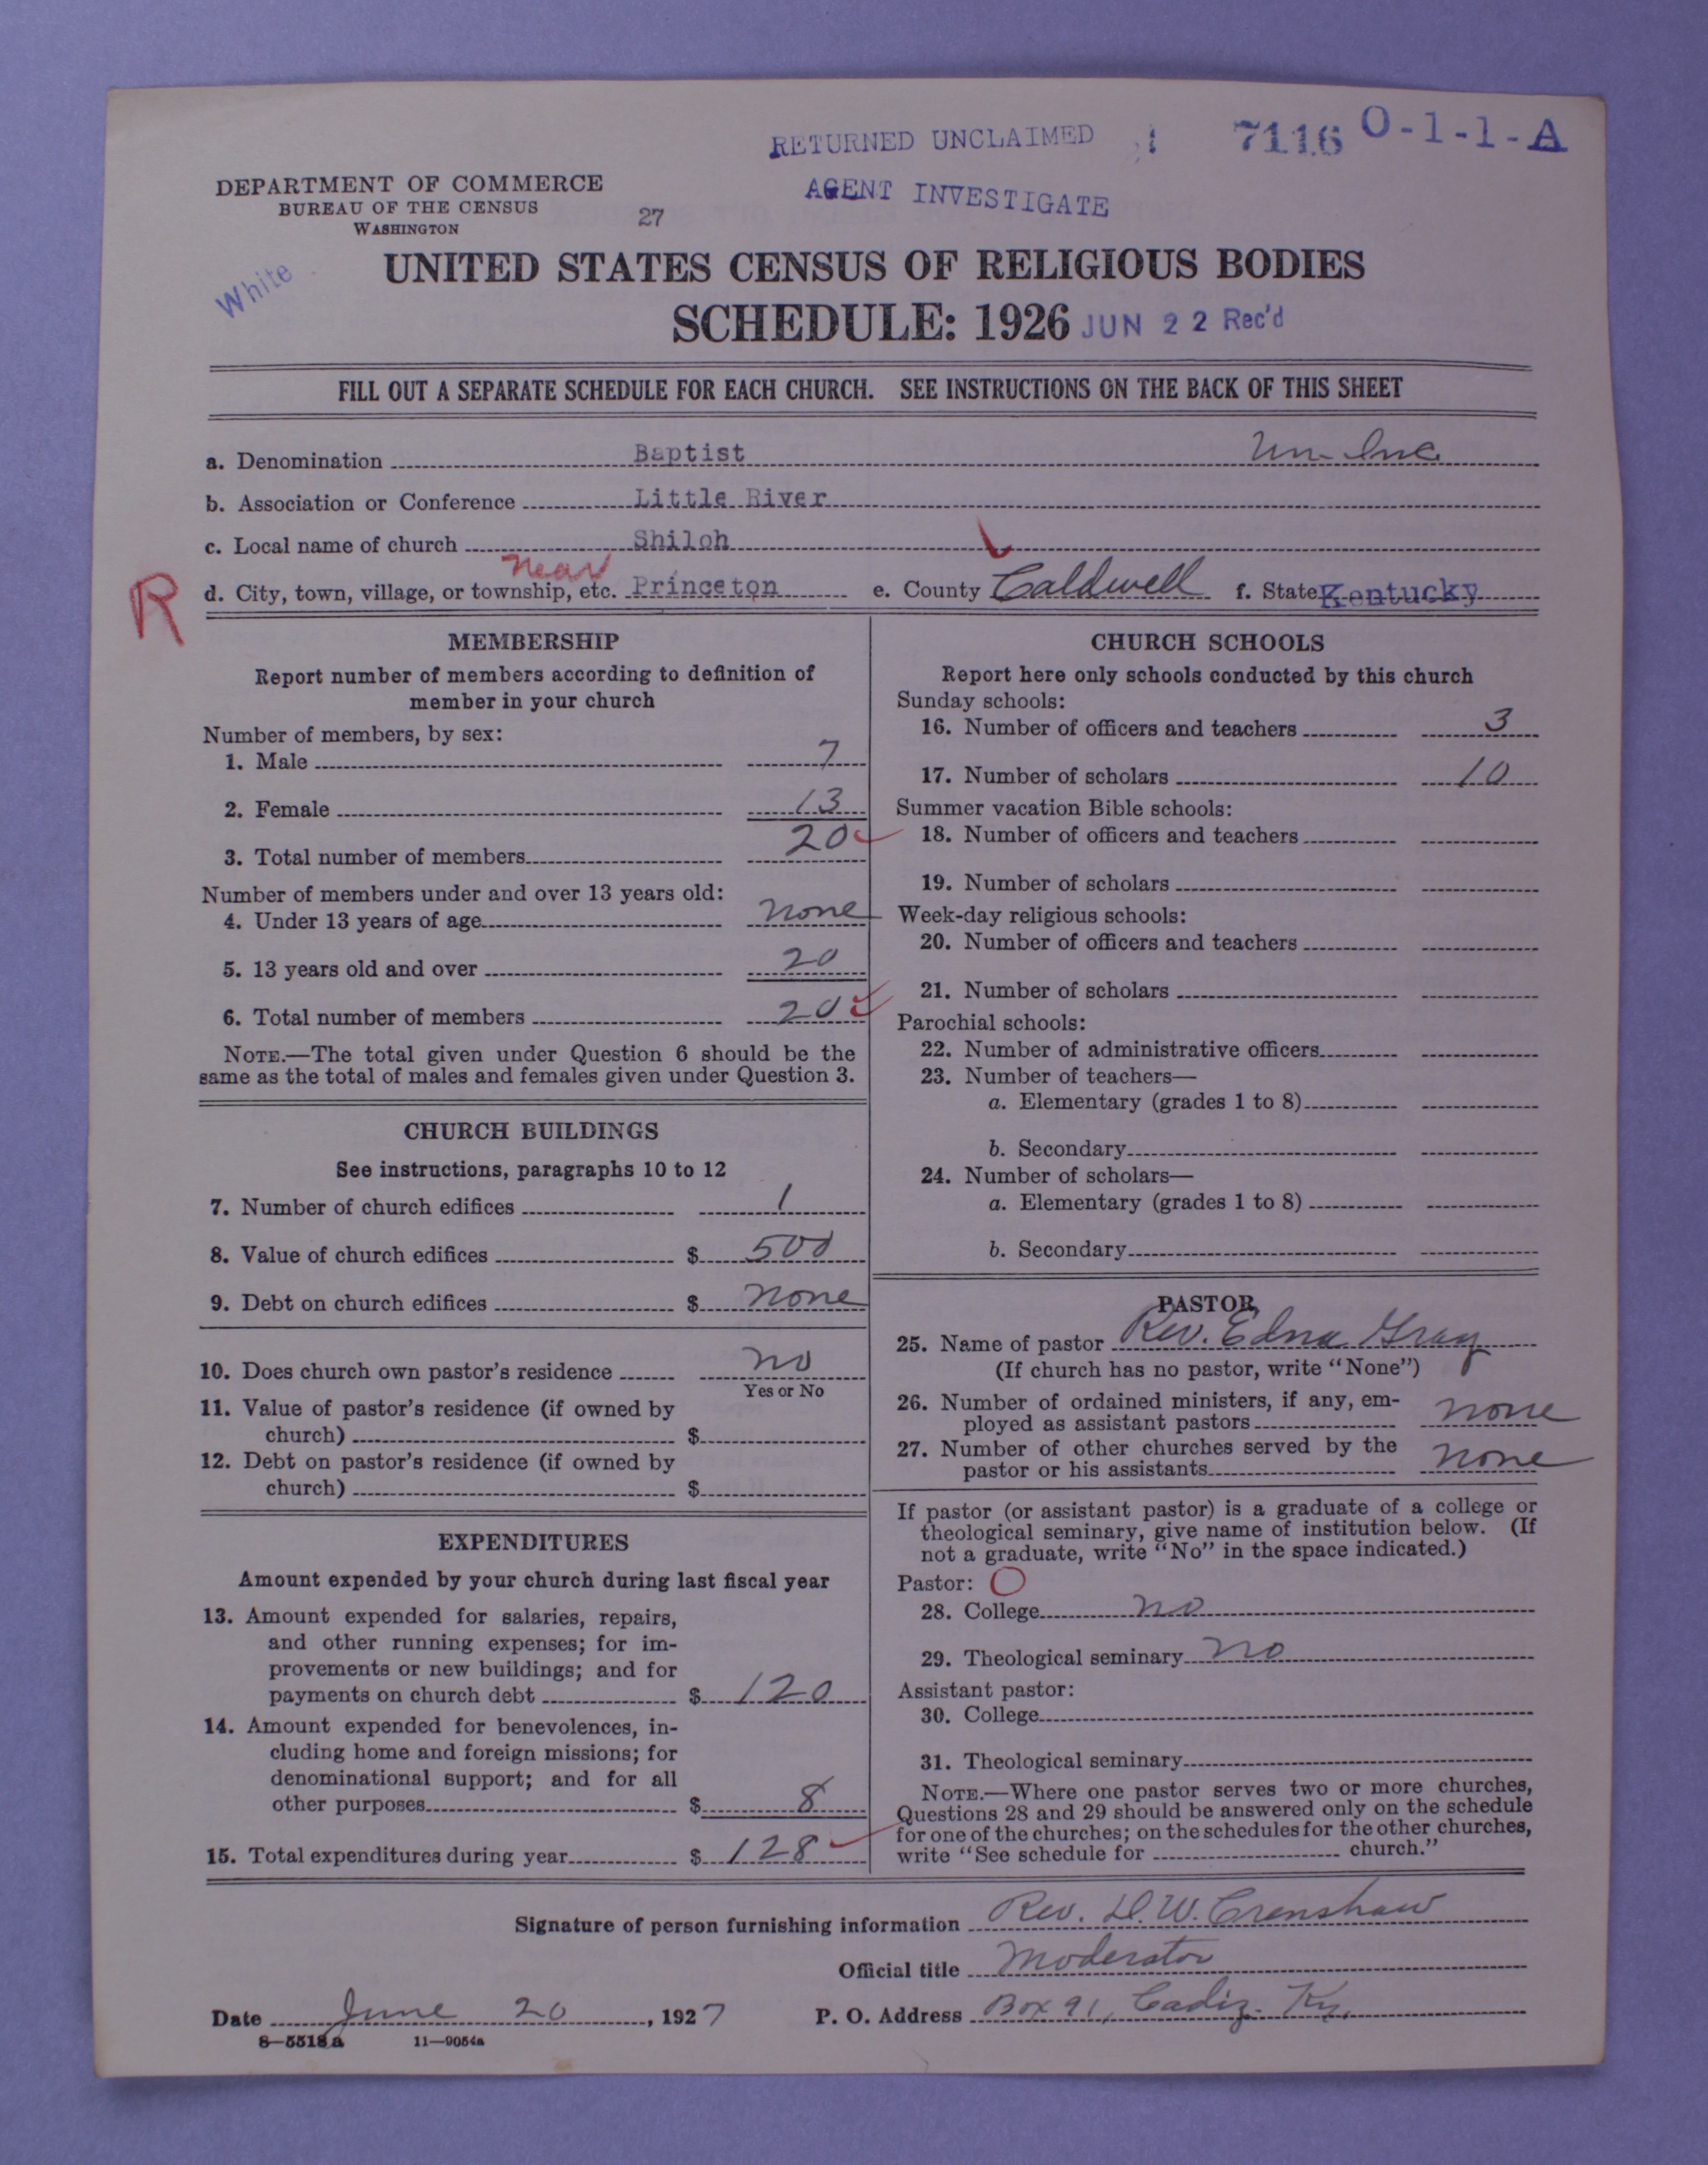 RETURNED UNCLAIMED 7116 O-1-1-A
AGENT INVESTIGATE
DEPARTMENT OF COMMERCE
BUREAU OF THE CENSUS
WASHINGTON
27
White
UNITED STATES CENSUS OF RELIGIOUS BODIES
SCHEDULE: 1926 JUN 22 Rec'd
FILL OUT A SEPARATE SCHEDULE FOR EACH CHURCH. SEE INSTRUCTIONS ON THE BACK OF THIS SHEET
a. Denomination Baptist
b. Association or Conference Little River
c. Local name of church Shiloh
near
R d. City, town, village, or township, etc. Princeton e. County Caldwell f. State Kentucky
MEMBERSHIP
Report number of members according to definition of
member in your church
Number of members, by sex:
1. Male 7
2. Female 13
3. Total number of members 20
Number of members under and over 13 years old:
4. Under 13 years of age none
5. 13 years old and over 20
6. Total number of members 20
NOTE.—The total given under Question 6 should be the
same as the total of males and females given under Question 3.
CHURCH BUILDINGS
See instructions, paragraphs 10 to 12
7. Number of church edifices 1
8. Value of church edifices $ 500
9. Debt on church edifices $ none
10. Does church own pastor's residence no
Yes or No
11. Value of pastor's residence (if owned by
church) $
12. Debt on pastor's residence (if owned by
church) $
EXPENDITURES
Amount expended by your church during last fiscal year
13. Amount expended for salaries, repairs,
and other running expenses; for im-
provements or new buildings; and for
payments on church debt $ 120
14. Amount expended for benevolences, in-
cluding home and foreign missions; for
denominational support; and for all
other purposes $ 8
15. Total expenditures during year $ 128
CHURCH SCHOOLS
Report here only schools conducted by this church
Sunday schools:
16. Number of officers and teachers 3
17. Number of scholars 10
Summer vacation Bible schools:
18. Number of officers and teachers
19. Number of scholars
Week-day religious schools:
20. Number of officers and teachers
21. Number of scholars
Parochial schools:
22. Number of administrative officers
23. Number of teachers—
a. Elementary (grades 1 to 8)
b. Secondary
24. Number of scholars—
a. Elementary (grades 1 to 8)
b. Secondary
PASTOR
25. Name of pastor Rev. Edna Gray
(If church has no pastor, write "None")
26. Number of ordained ministers, if any, em-
ployed as assistant pastors none
27. Number of other churches served by the
pastor or his assistants none
If pastor (or assistant pastor) is a graduate of a college or
theological seminary, give name of institution below. (If
not a graduate, write "No" in the space indicated.)
Pastor: O
28. College no
29. Theological seminary no
Assistant pastor:
30. College
31. Theological seminary
NOTE.—Where one pastor serves two or more churches,
Questions 28 and 29 should be answered only on the schedule
for one of the churches; on the schedules for the other churches,
write "See schedule for church."
Signature of person furnishing information Rev. D. W. Crenshaw
Official title Moderator
Date June 20, 1927 P. O. Address Box 91, Cadiz. Ky.
8—5518a 11—9054a